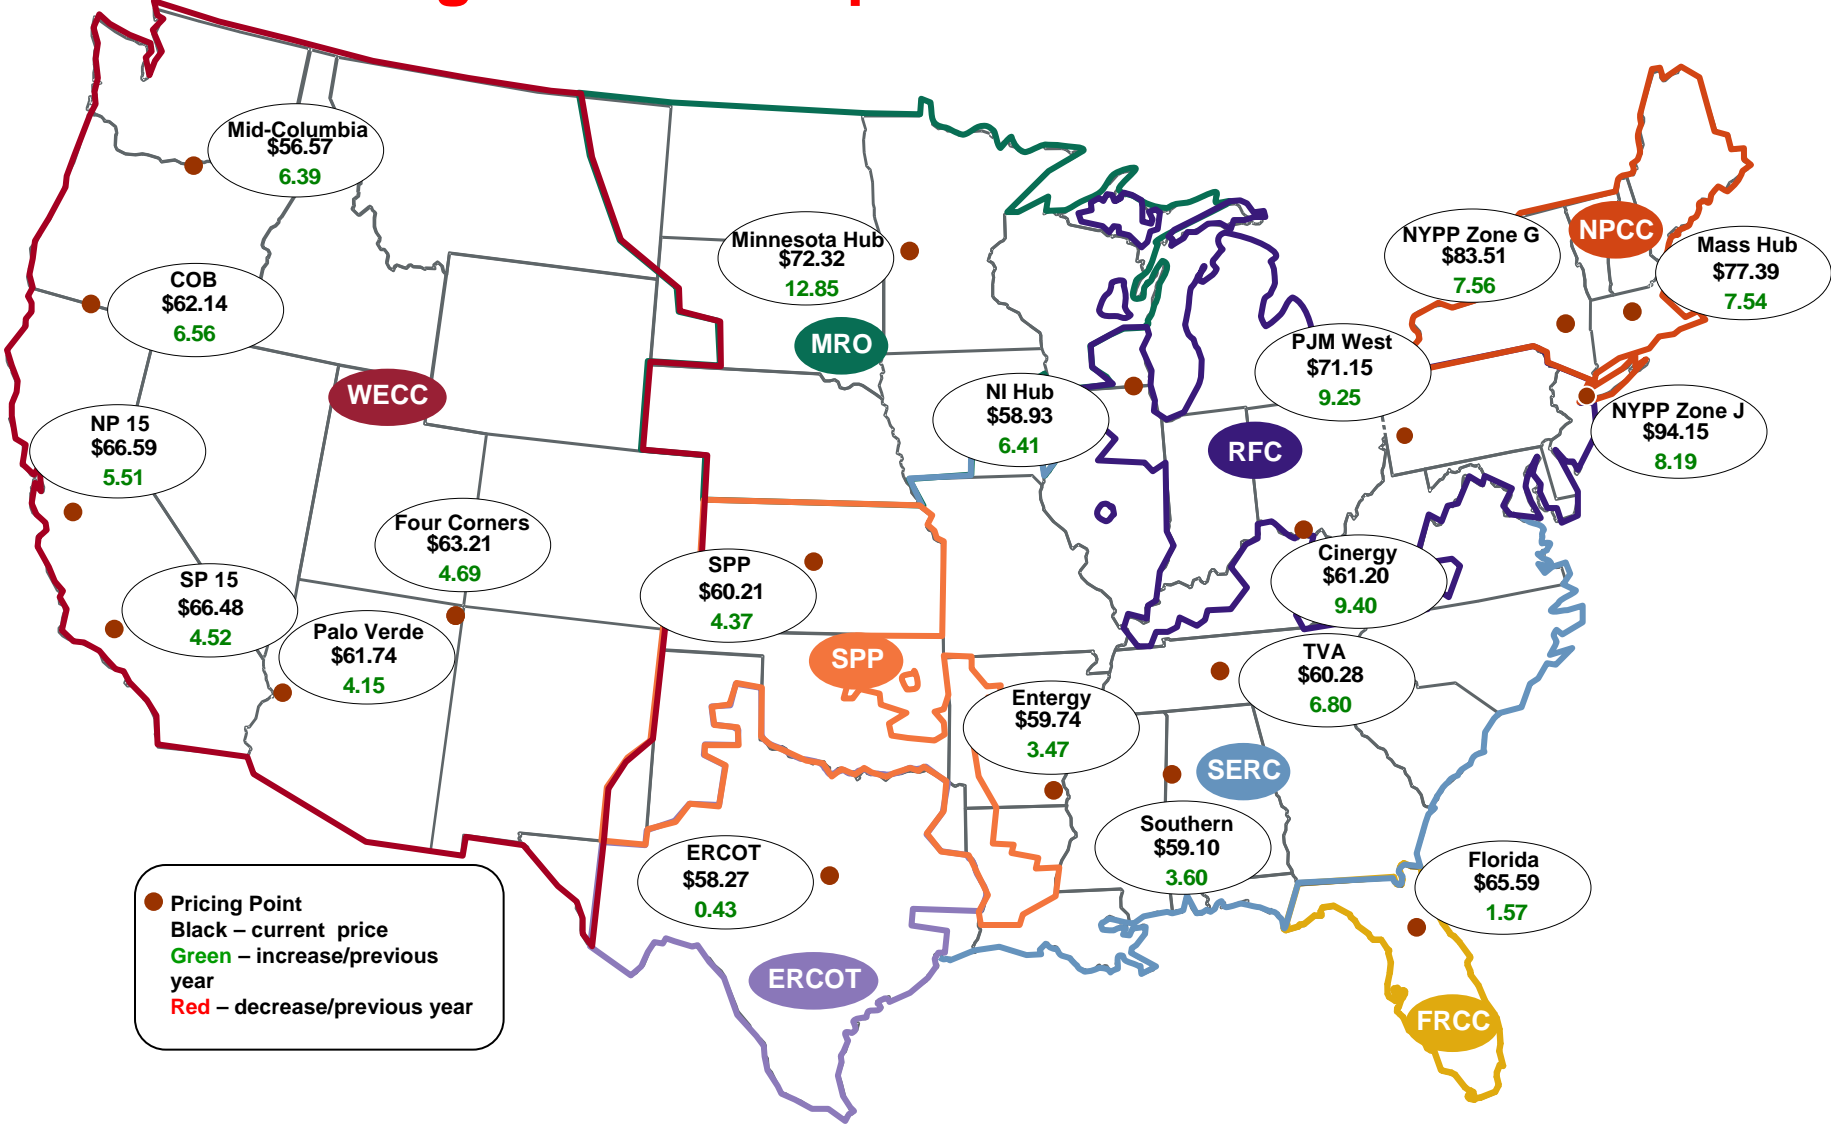 Mid-Columbia
$56.57
6.39
Minnesota Hub
$72.32
12.85
NYPP Zone G
$83.51
7.56
NPCC
Mass Hub
$77.39
7.54
COB
$62.14
6.56
MRO
PJM West
$71.15
9.25
WECC
NI Hub
$58.93
6.41
NYPP Zone J
$94.15
8.19
NP 15
$66.59
5.51
RFC
Four Corners
$63.21
4.69
SPP
$60.21
4.37
Cinergy
$61.20
9.40
SP 15
$66.48
4.52
Palo Verde
$61.74
4.15
SPP
TVA
$60.28
6.80
Entergy
$59.74
3.47
SERC
Southern
$59.10
3.60
ERCOT
$58.27
0.43
Florida
$65.59
1.57
ERCOT
FRCC
Pricing Point
Black – current price
Green – increase/previous
year
Red – decrease/previous year